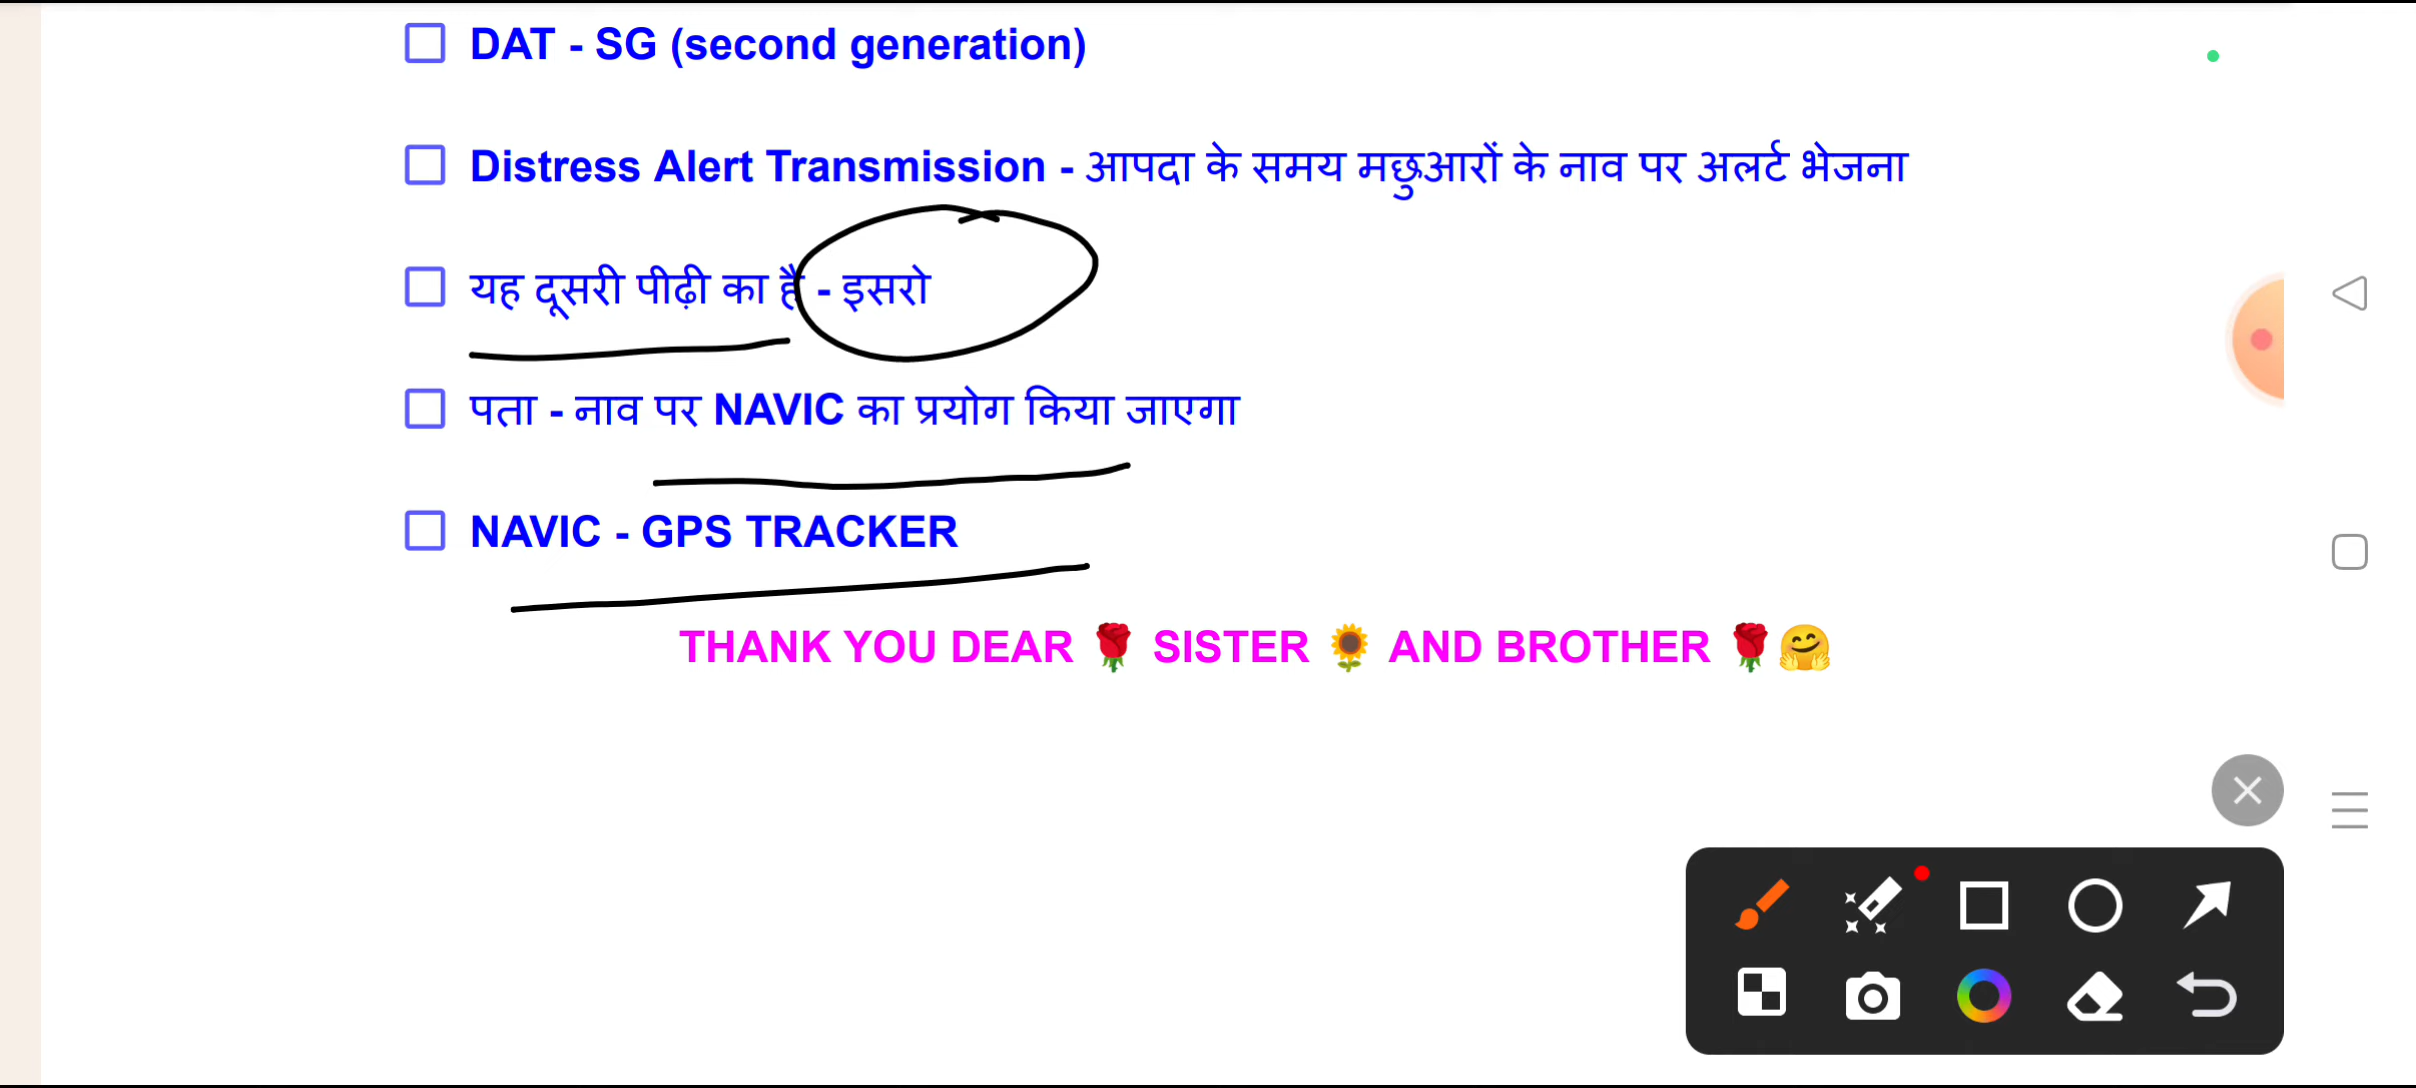 DAT - SG (second generation)
Distress Alert Transmission - आपदा के समय मछुआरों के नाव पर अलर्ट भेजना
यह दूसरी पीढ़ी का है - इसरो
पता - नाव पर NAVIC का प्रयोग किया जाएगा
NAVIC - GPS TRACKER
THANK YOU DEAR 🌹 SISTER 🌻 AND BROTHER 🌹🤗